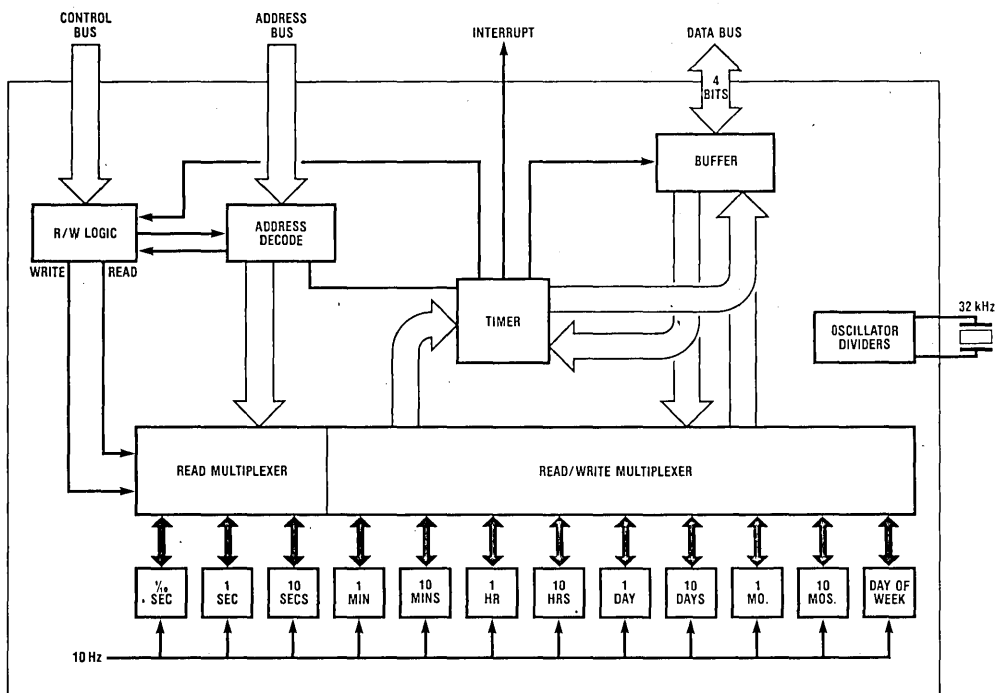 CONTROL
BUS
ADDRESS
BUS
INTERRUPT
DATA BUS
4
BITS
BUFFER
R/W LOGIC
ADDRESS
DECODE
WRITE
READ
TIMER
32 kHz
OSCILLATOR
DIVIDERS
READ MULTIPLEXER
READ/WRITE MULTIPLEXER
1/10
SEC
1
SEC
10
SECS
1
MIN
10
MINS
1
HR
10
HRS
1
DAY
10
DAYS
1
MO.
10
MOS.
DAY OF
WEEK
10 Hz